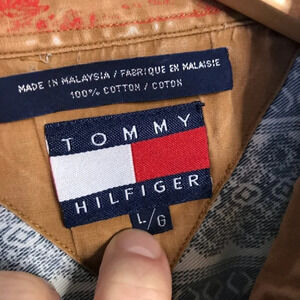 MADE IN MALAYSIA / FABRIQUE EN MALAISIE
100% COTTON / COTON
TOMMY
HILFIGER
L/G